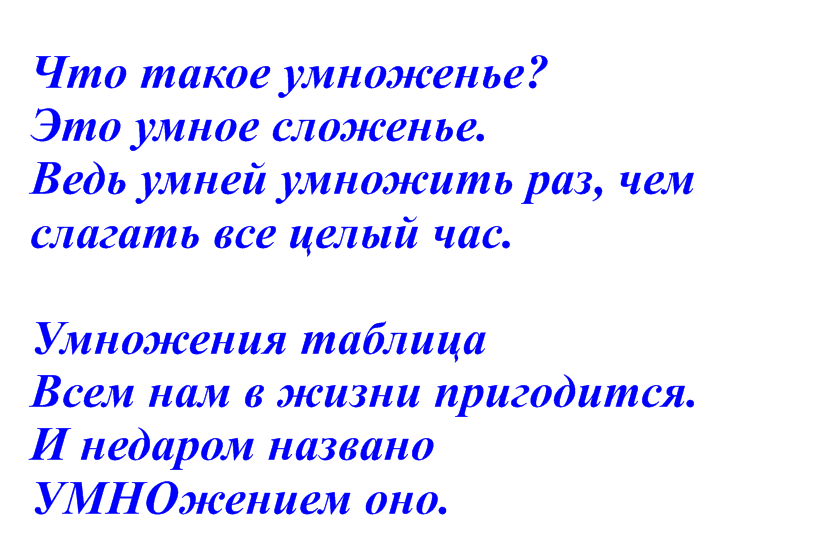 Что такое умноженье?
Это умное сложенье.
Ведь умней умножить раз, чем
слагать все целый час.
Умножения таблица
Всем нам в жизни пригодится.
И недаром названо
УМНОжением оно.